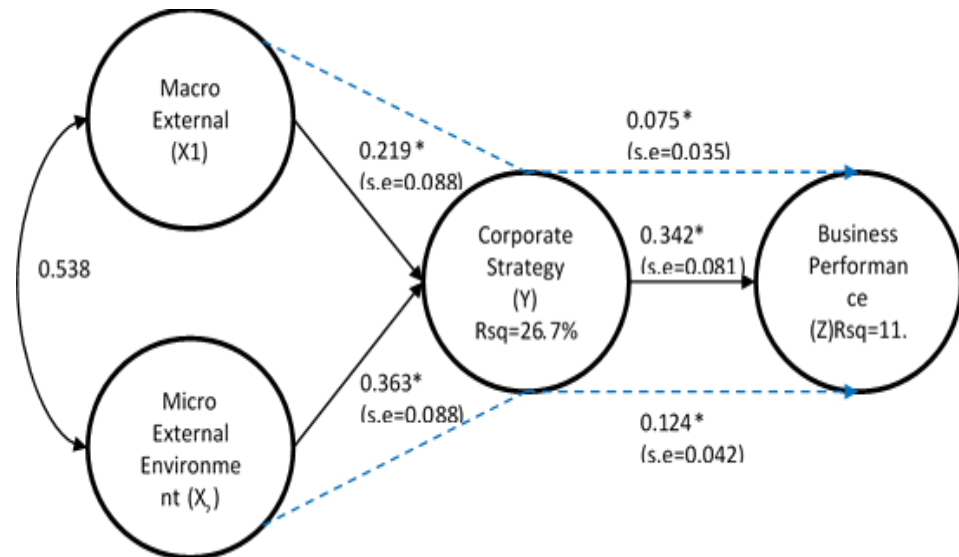 Macro
External
(X1)
0.219*
(s.e=0.088)
0.075*
(s.e=0.035)
0.538
Corporate
Strategy
(Y)
Rsq=26.7%
0.342*
(s.e=0.081)
Business
Performan
ce
(Z)Rsq=11.
Micro
External
Environme
nt (X
0.363*
(s.e=0.088)
0.124*
(s.e=0.042)